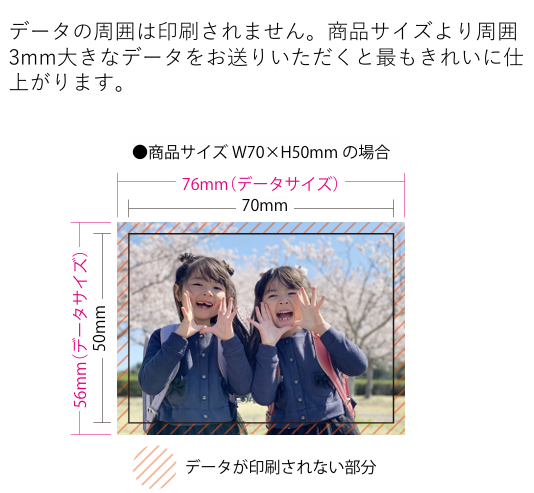 データの周囲は印刷されません。商品サイズより周囲
3mm大きなデータをお送りいただくと最もきれいに仕
上がります。
●商品サイズ W70×H50mm の場合
76mm（データサイズ）
70mm
56mm（データサイズ）
50mm
データが印刷されない部分